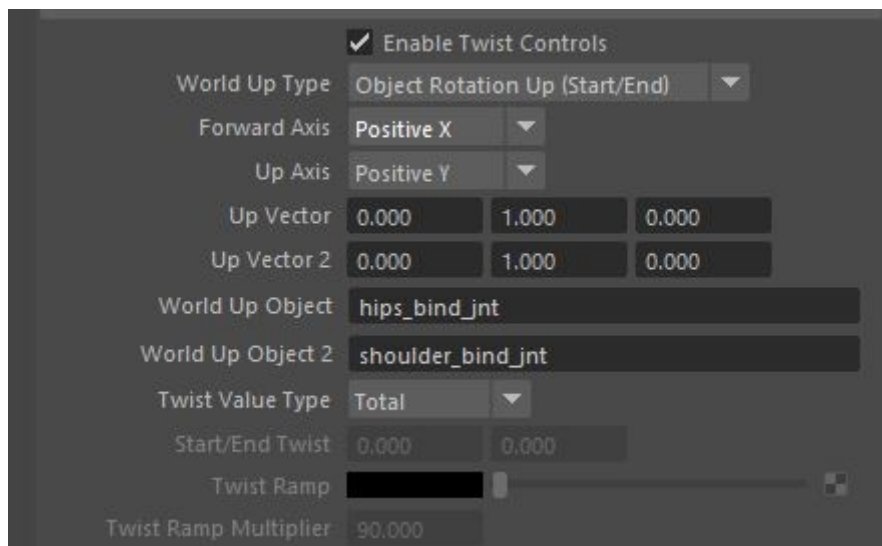 Enable Twist Controls
World Up Type Object Rotation Up (Start/End)
Forward Axis Positive X
Up Axis Positive Y
Up Vector 0.000 1.000 0.000
Up Vector 2 0.000 1.000 0.000
World Up Object hips_bind_jnt
World Up Object 2 shoulder_bind_jnt
Twist Value Type Total
Start/End Twist 0.000 0.000
Twist Ramp
Twist Ramp Multiplier 90.000